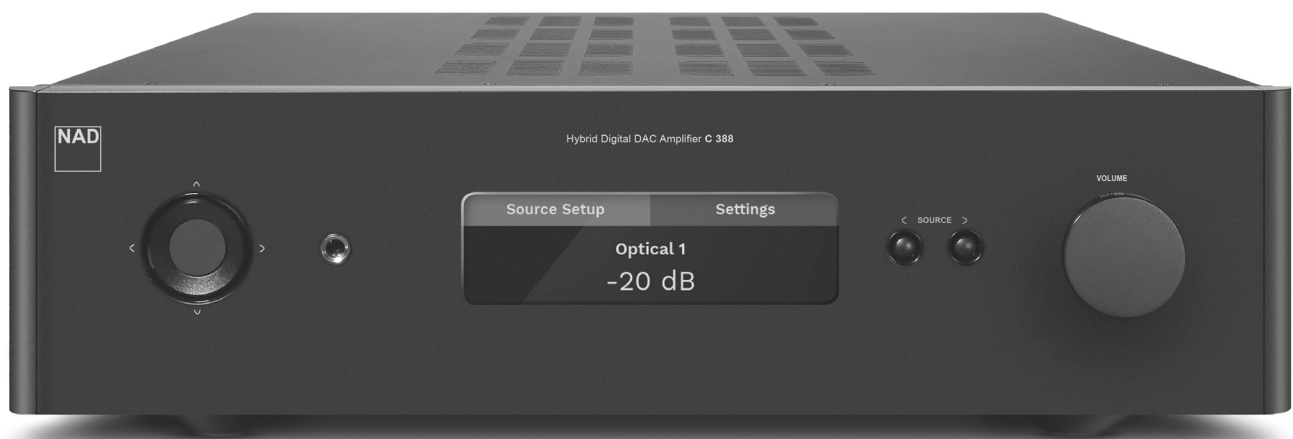 NAD
Hybrid Digital DAC Amplifier C 388
VOLUME
Source Setup Settings
< SOURCE >
Optical 1
-20 dB